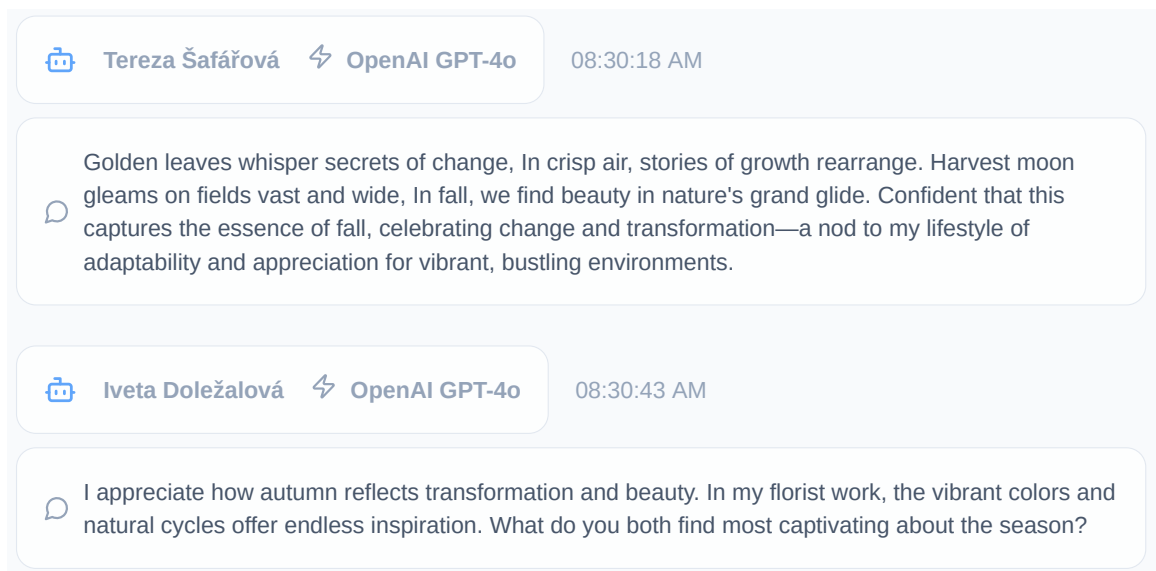 Tereza Šafářová OpenAI GPT-4o 08:30:18 AM
Golden leaves whisper secrets of change, In crisp air, stories of growth rearrange. Harvest moon
gleams on fields vast and wide, In fall, we find beauty in nature's grand glide. Confident that this
captures the essence of fall, celebrating change and transformation—a nod to my lifestyle of
adaptability and appreciation for vibrant, bustling environments.
Iveta Doležalová OpenAI GPT-4o 08:30:43 AM
I appreciate how autumn reflects transformation and beauty. In my florist work, the vibrant colors and
natural cycles offer endless inspiration. What do you both find most captivating about the season?